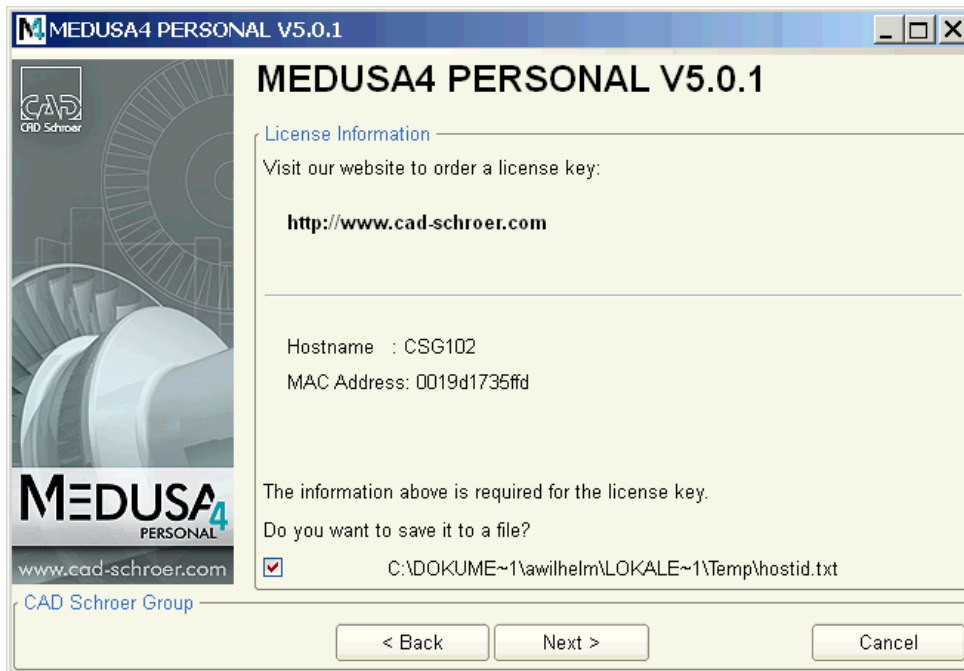 MEDUSA4 PERSONAL V5.0.1
CAD
CAD Schroer
MEDUSA4 PERSONAL V5.0.1
License Information
Visit our website to order a license key:
http://www.cad-schroer.com
Hostname : CSG102
MAC Address: 0019d1735ffd
The information above is required for the license key.
Do you want to save it to a file?
C:\DOKUME~1\awilhelm\LOKALE~1\Temp\hostid.txt
MEDUSA4
PERSONAL
www.cad-schroer.com
CAD Schroer Group
< Back Next > Cancel